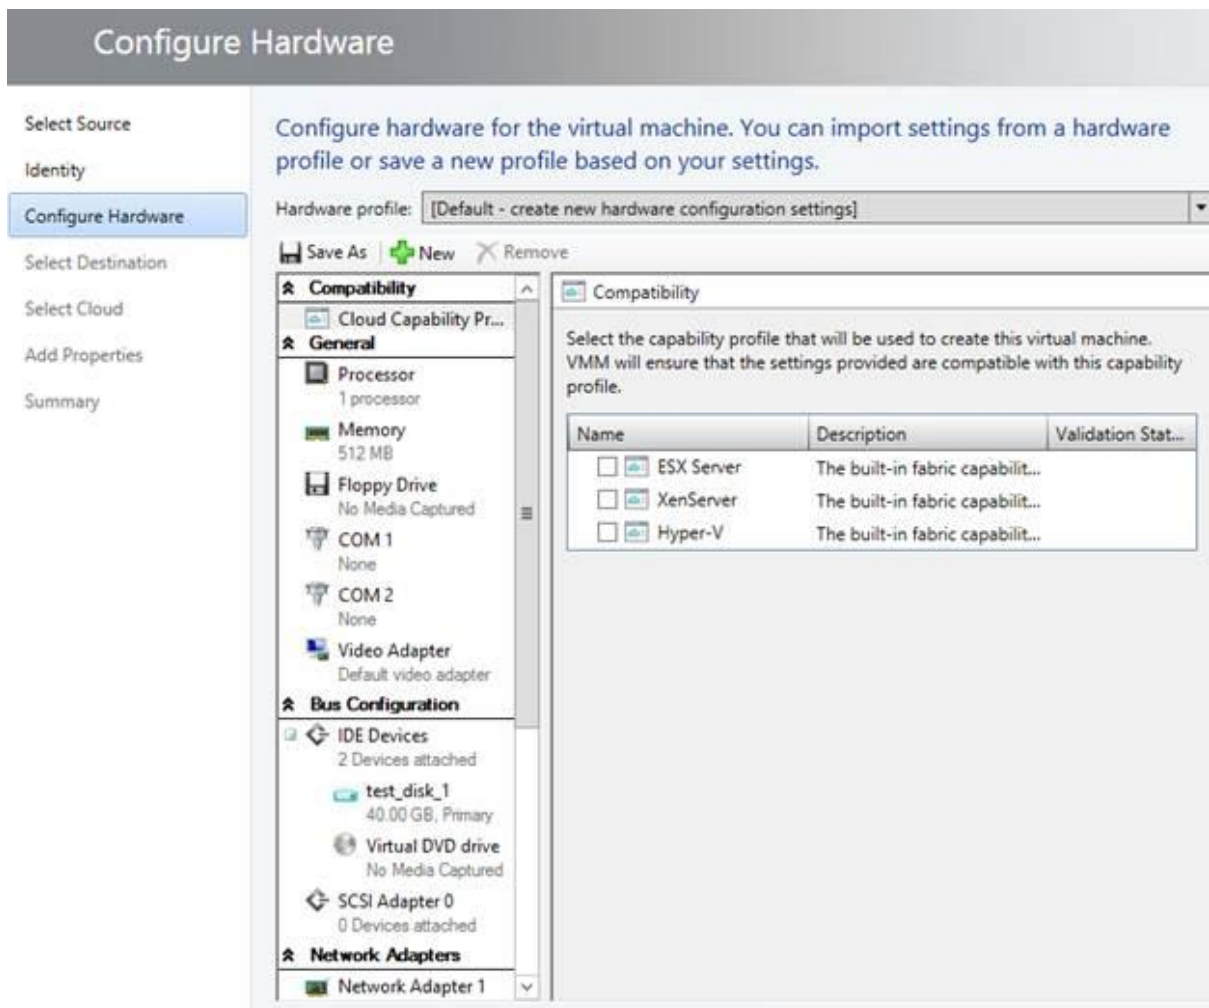 Configure Hardware
Select Source
Identity
Configure Hardware
Select Destination
Select Cloud
Add Properties
Summary
Configure hardware for the virtual machine. You can import settings from a hardware
profile or save a new profile based on your settings.
Hardware profile: [Default - create new hardware configuration settings]
Save As New Remove
Compatibility
Cloud Capability Pr...
General
Processor
1 processor
Memory
512 MB
Floppy Drive
No Media Captured
COM 1
None
COM 2
None
Video Adapter
Default video adapter
Bus Configuration
IDE Devices
2 Devices attached
test_disk_1
40.00 GB, Primary
Virtual DVD drive
No Media Captured
SCSI Adapter 0
0 Devices attached
Network Adapters
Network Adapter 1
Compatibility
Select the capability profile that will be used to create this virtual machine.
VMM will ensure that the settings provided are compatible with this capability
profile.
Name Description Validation Stat...
ESX Server The built-in fabric capabilit...
XenServer The built-in fabric capabilit...
Hyper-V The built-in fabric capabilit...